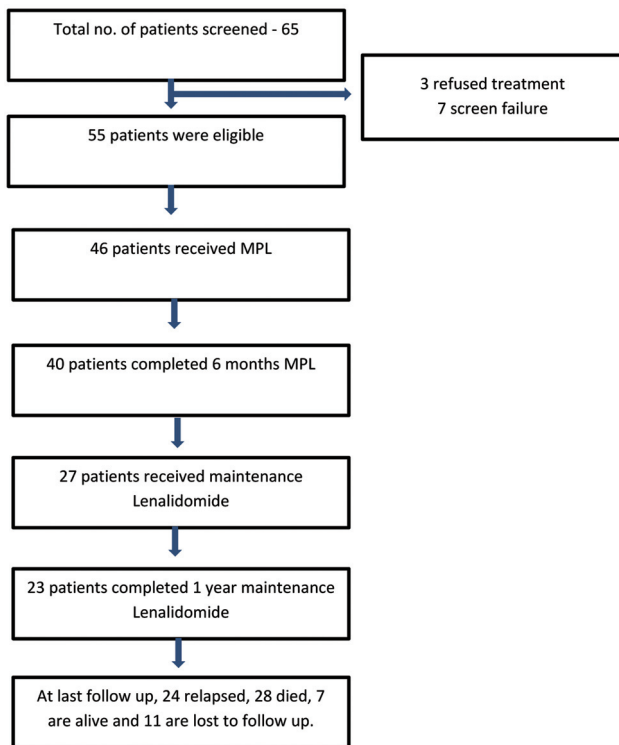 Total no. of patients screened - 65
3 refused treatment
7 screen failure
55 patients were eligible
46 patients received MPL
40 patients completed 6 months MPL
27 patients received maintenance
Lenalidomide
23 patients completed 1 year maintenance
Lenalidomide
At last follow up, 24 relapsed, 28 died, 7
are alive and 11 are lost to follow up.